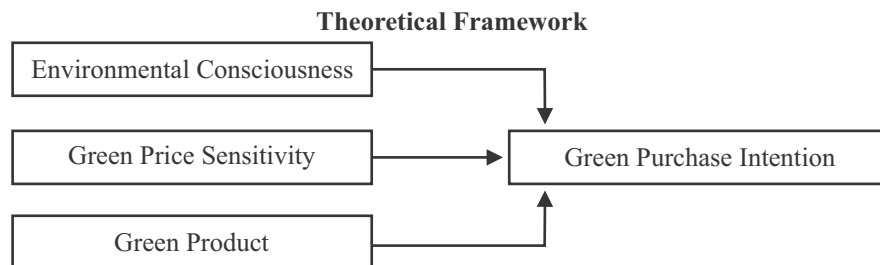 Theoretical Framework
Environmental Consciousness
Green Price Sensitivity
Green Purchase Intention
Green Product